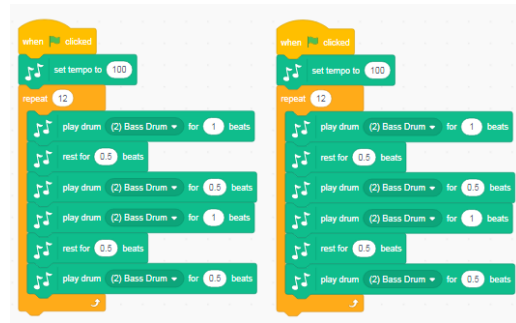 when clicked
set tempo to 100
repeat 12
play drum (2) Bass Drum for 1 beats
rest for 0.5 beats
play drum (2) Bass Drum for 0.5 beats
play drum (2) Bass Drum for 1 beats
rest for 0.5 beats
play drum (2) Bass Drum for 0.5 beats
when clicked
set tempo to 100
repeat 12
play drum (2) Bass Drum for 1 beats
rest for 0.5 beats
play drum (2) Bass Drum for 0.5 beats
play drum (2) Bass Drum for 1 beats
rest for 0.5 beats
play drum (2) Bass Drum for 0.5 beats